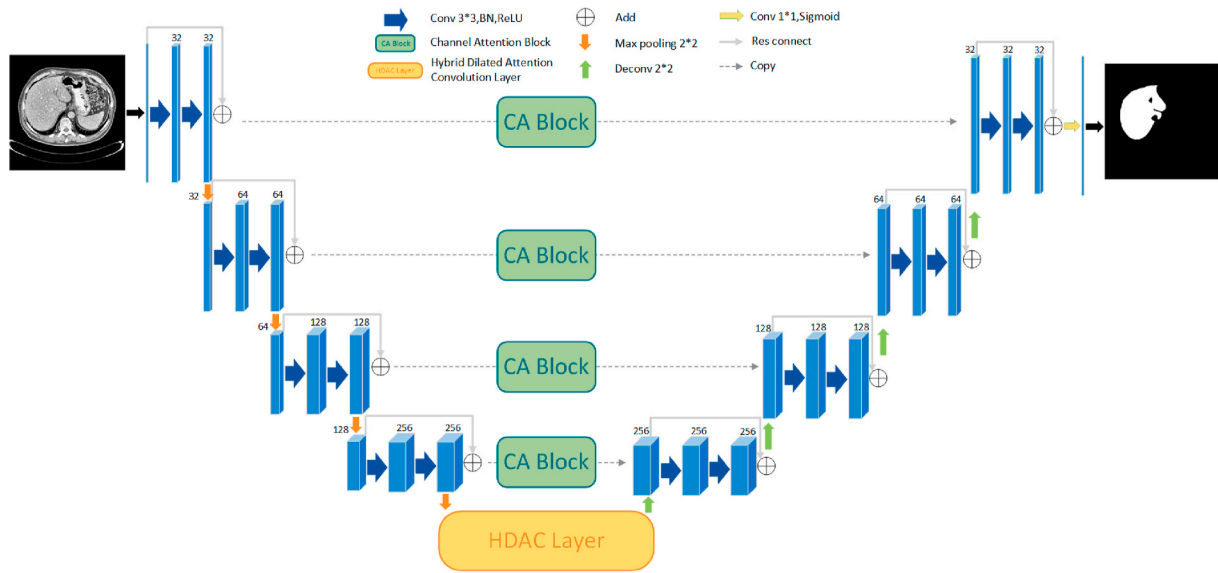 Conv 3*3,BN,ReLU
Add
Conv 1*1,Sigmoid
CA Block
Channel Attention Block
Max pooling 2*2
Res connect
HDAC Layer
Hybrid Dilated Attention
Convolution Layer
Deconv 2*2
Copy
32 32
32 32 32
CA Block
32 64 64
64 64 64
CA Block
64 128 128
128 128 128
CA Block
128 256 256
256 256 256
CA Block
HDAC Layer